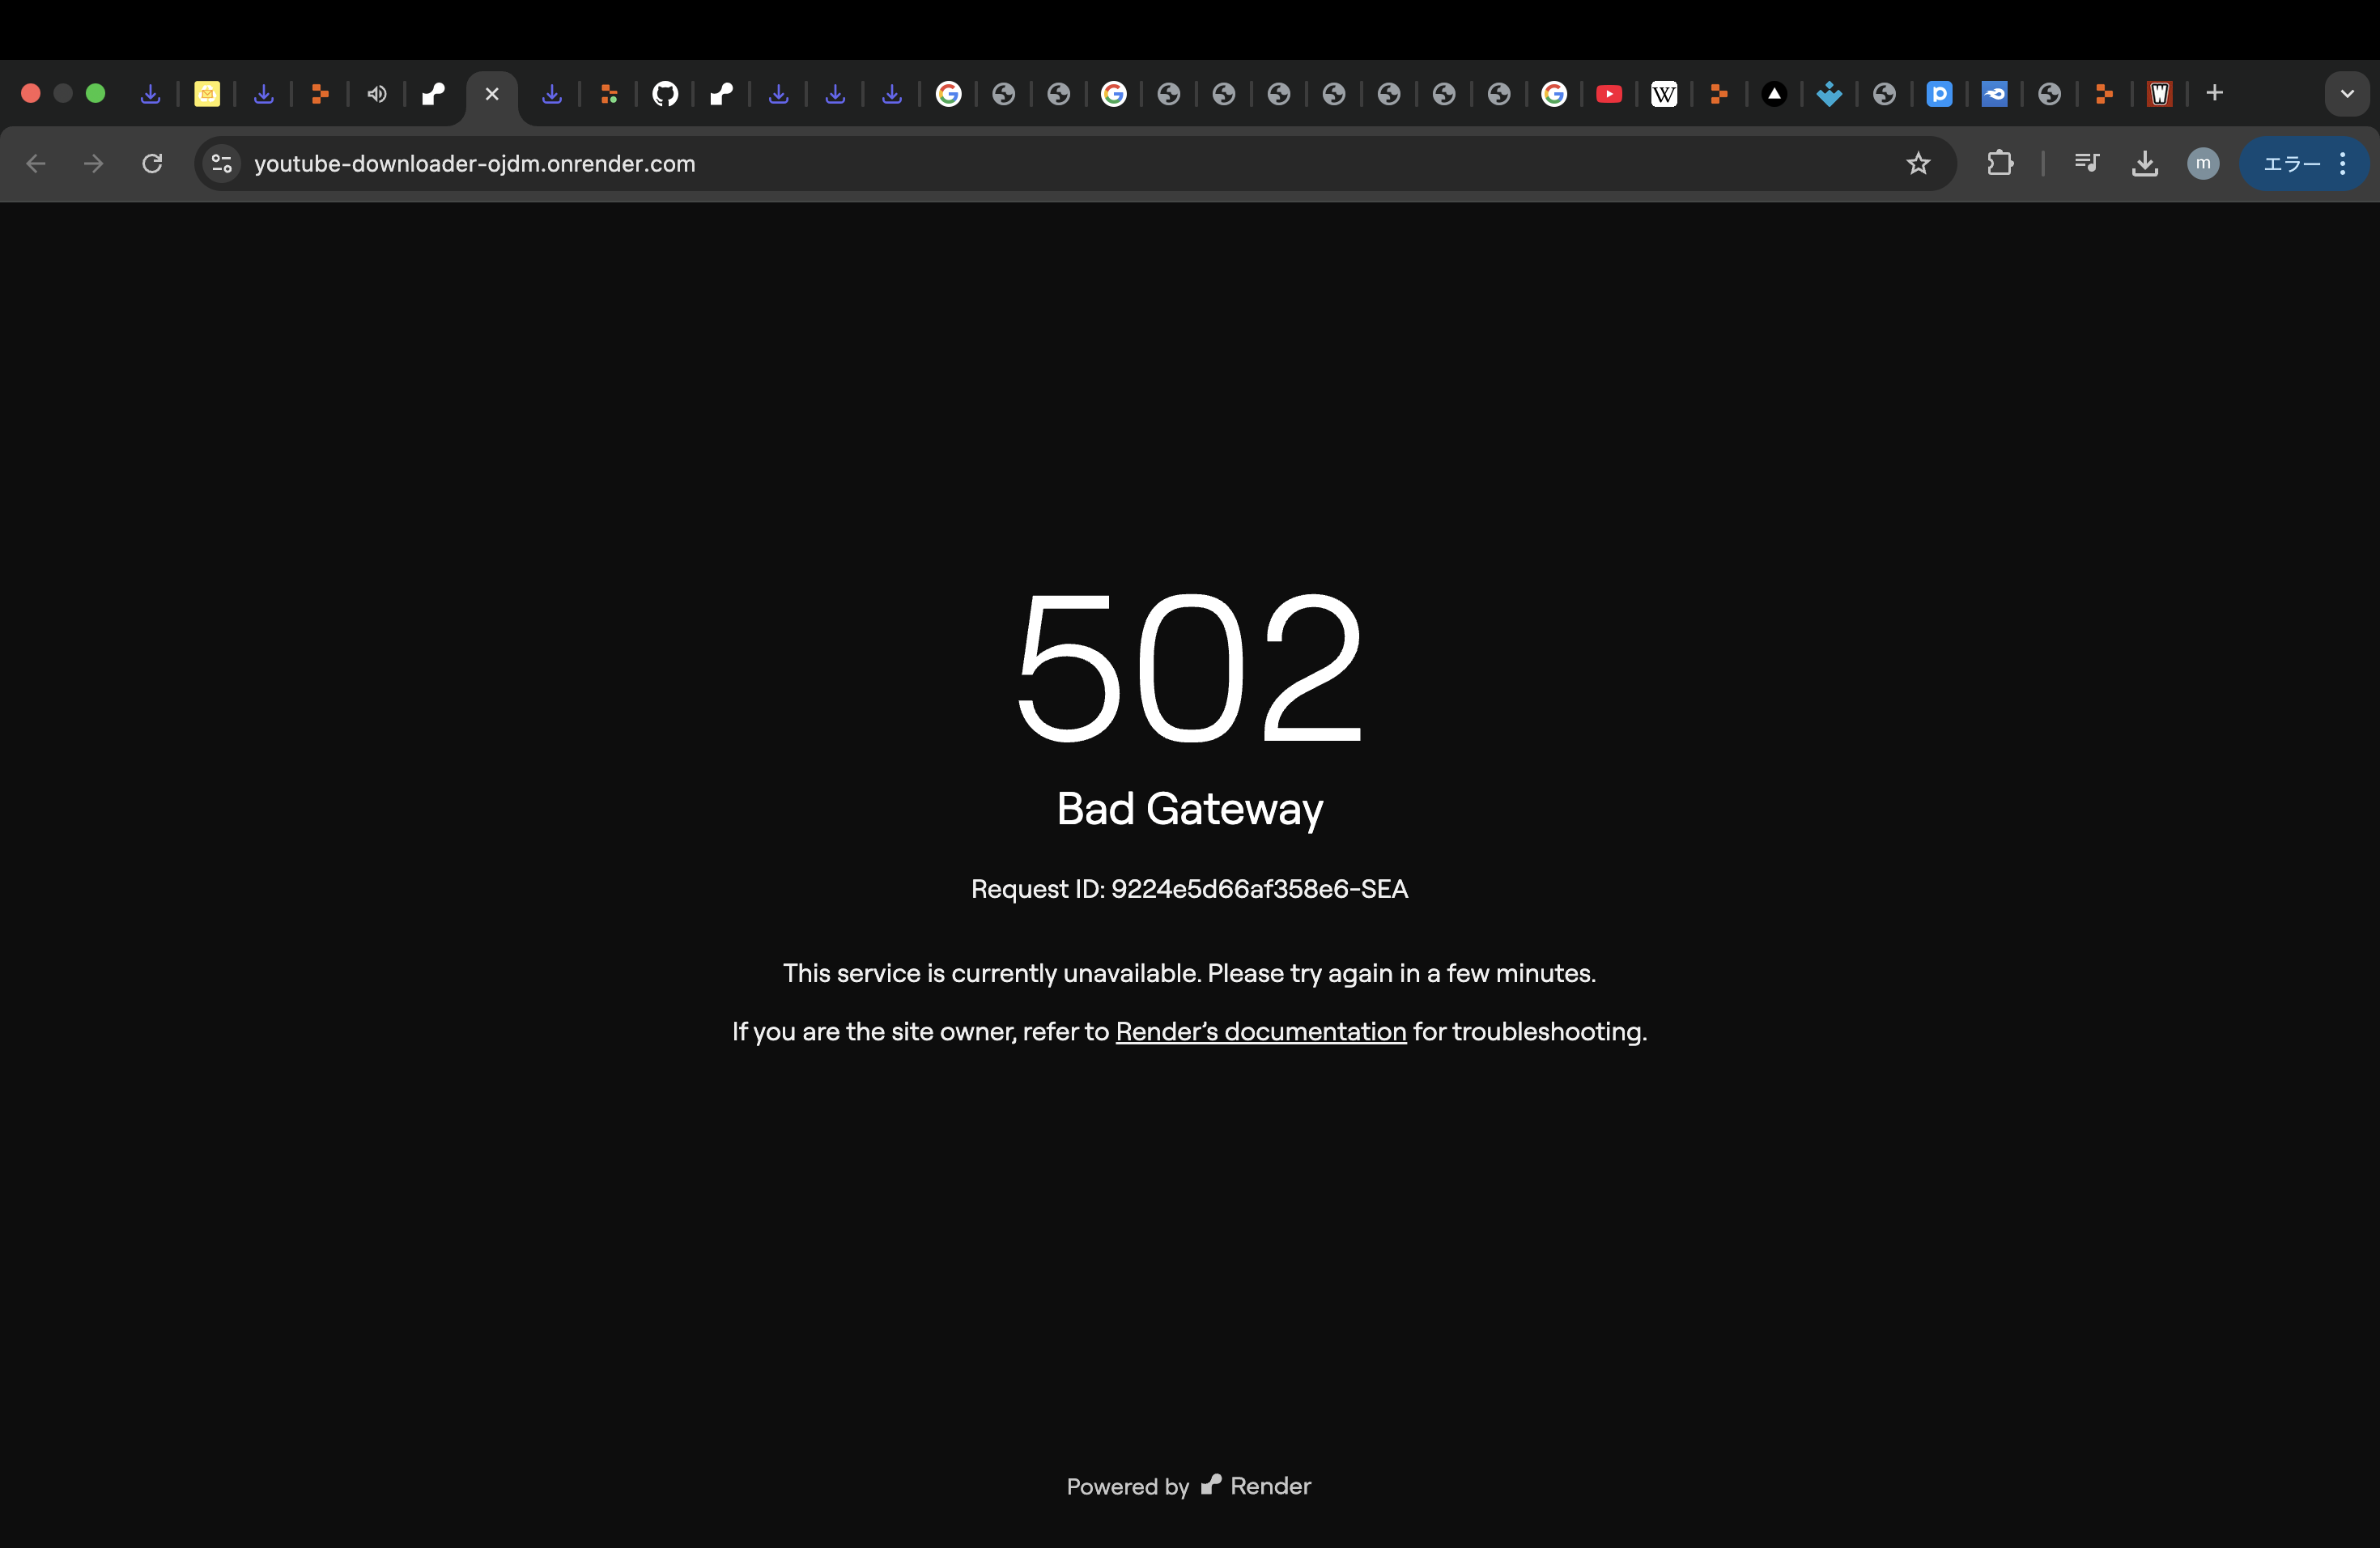 youtube-downloader-ojdm.onrender.com
m
エラー
502
Bad Gateway
Request ID: 9224e5d66af358e6-SEA
This service is currently unavailable. Please try again in a few minutes.
If you are the site owner, refer to Render’s documentation for troubleshooting.
Powered by Render